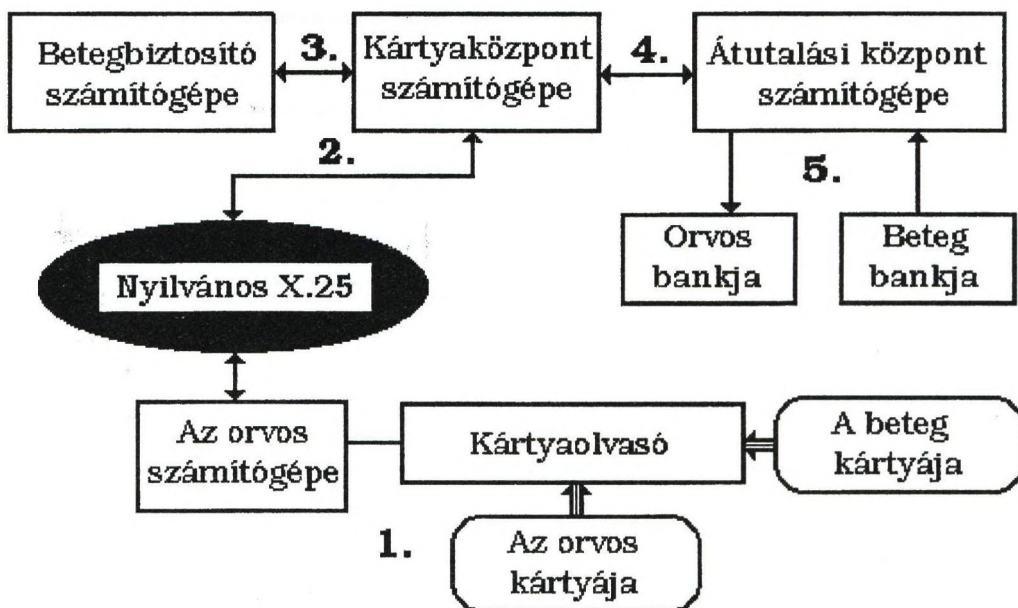 Betegbiztosító
számítógépe
3.
Kártyaközpont
számítógépe
4.
Átutalási központ
számítógépe
2.
5.
Orvos
bankja
Beteg
bankja
Nyilvános X.25
Az orvos
számítógépe
Kártyaolvasó
A beteg
kártyája
1.
Az orvos
kártyája